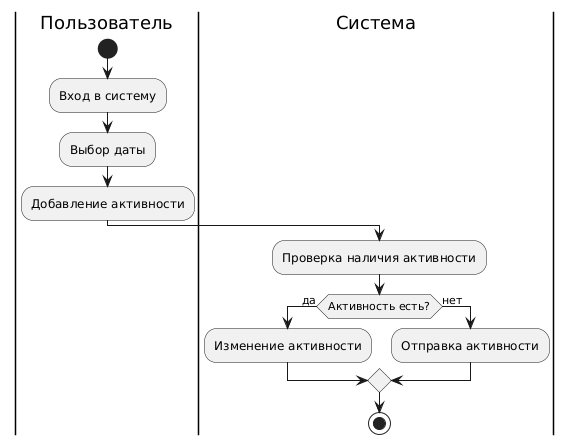 Пользователь
Система
Вход в систему
Выбор даты
Добавление активности
Проверка наличия активности
да
Активность есть?
нет
Изменение активности
Отправка активности